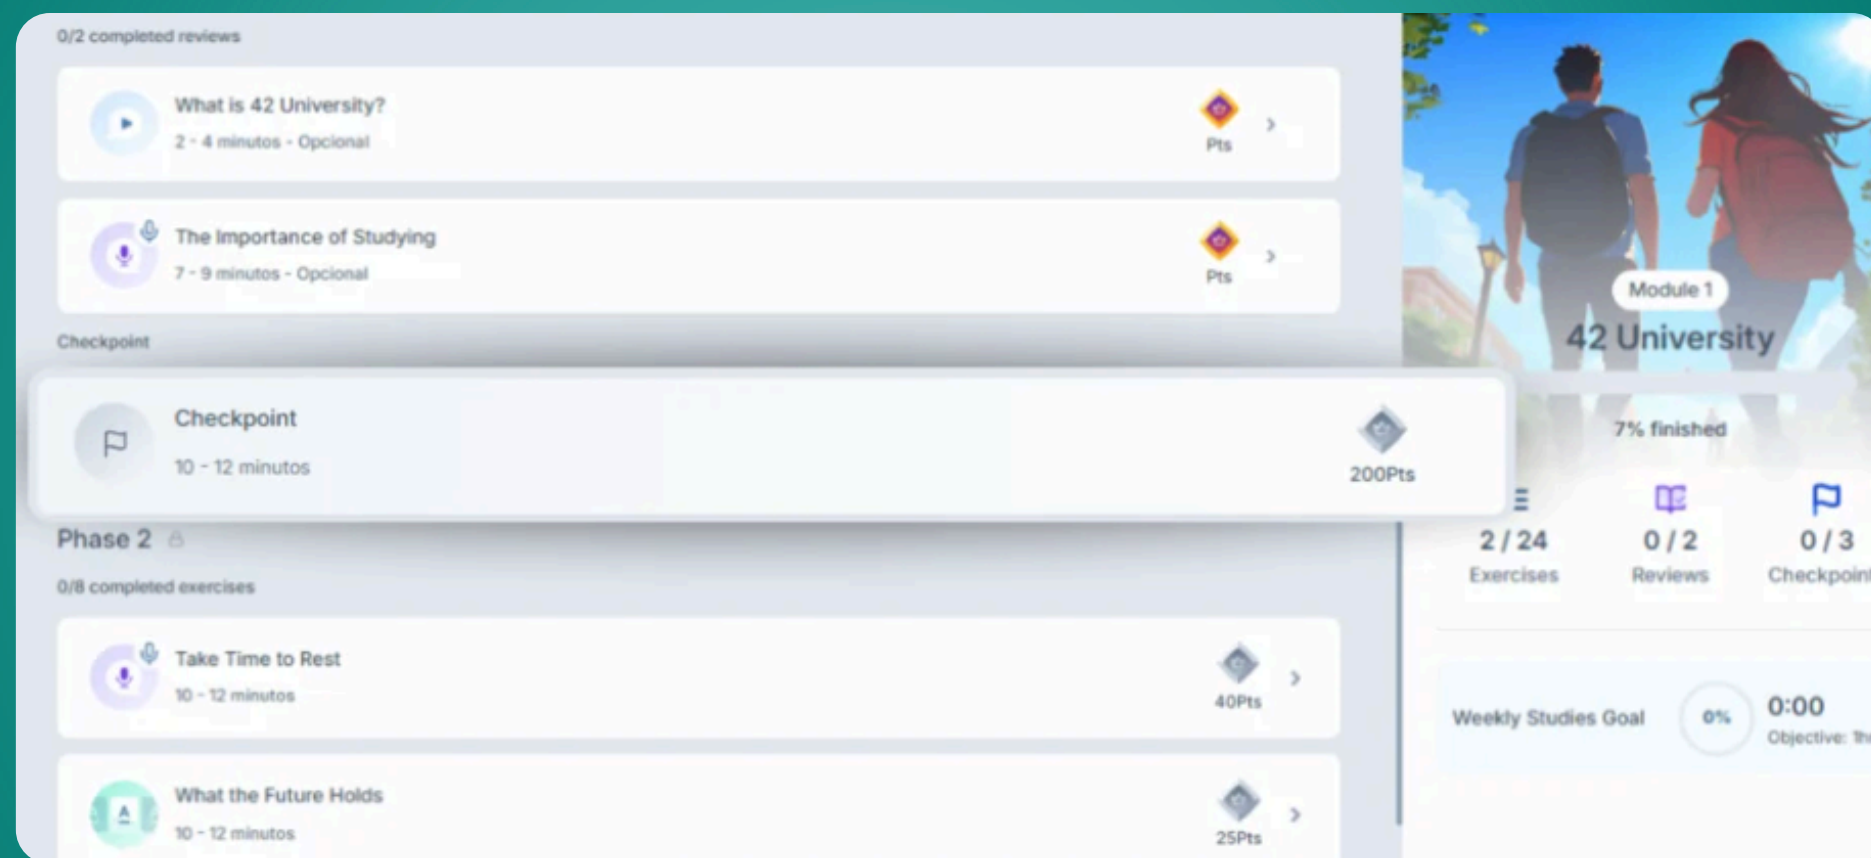 0/2 completed reviews
What is 42 University?
2 - 4 minutos - Opcional
Pts
The Importance of Studying
7 - 9 minutos - Opcional
Pts
Checkpoint
Checkpoint
10 - 12 minutos
200Pts
Phase 2
0/8 completed exercises
Take Time to Rest
10 - 12 minutos
40Pts
What the Future Holds
10 - 12 minutos
25Pts
Module 1
42 University
7% finished
2 / 24
Exercises
0 / 2
Reviews
0 / 3
Checkpoint
Weekly Studies Goal
0%
0:00
Objective: